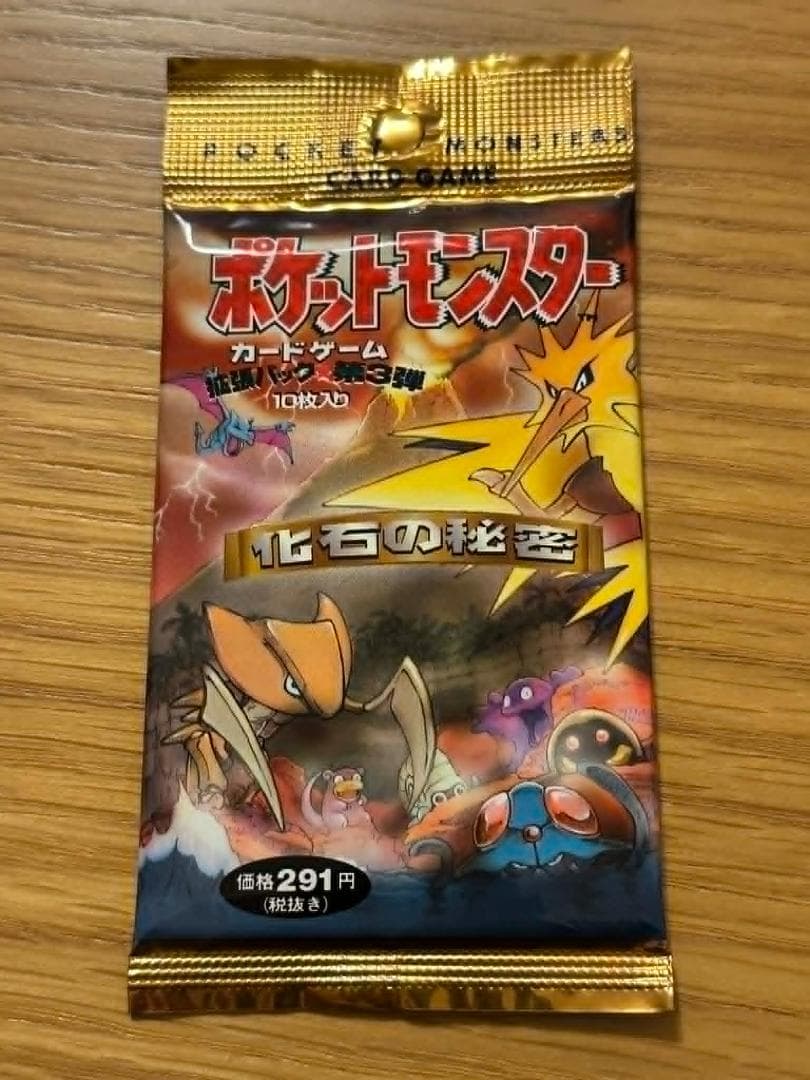 POCKET MONSTERS
CARD GAME
ポケットモンスター
カードゲーム
拡張パック★第3弾
10枚入り
化石の秘密
価格291円
(税抜き)